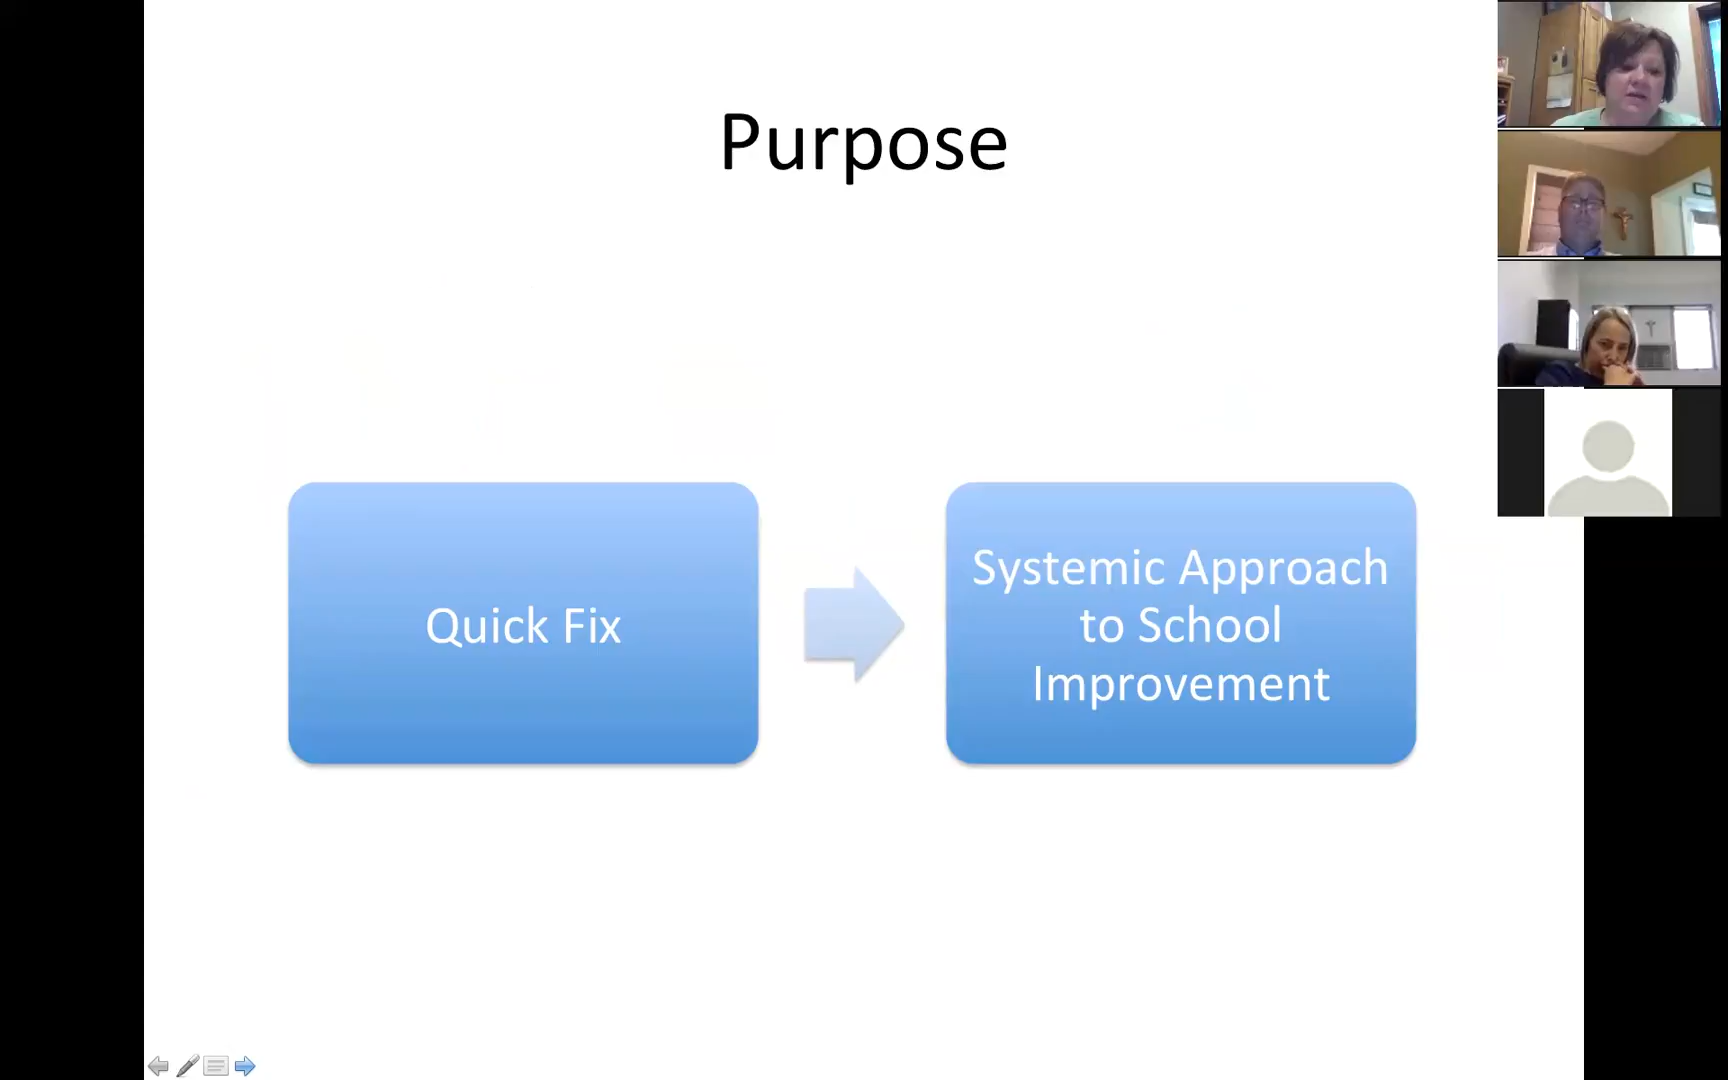 Purpose
Quick Fix
Systemic Approach
to School
Improvement